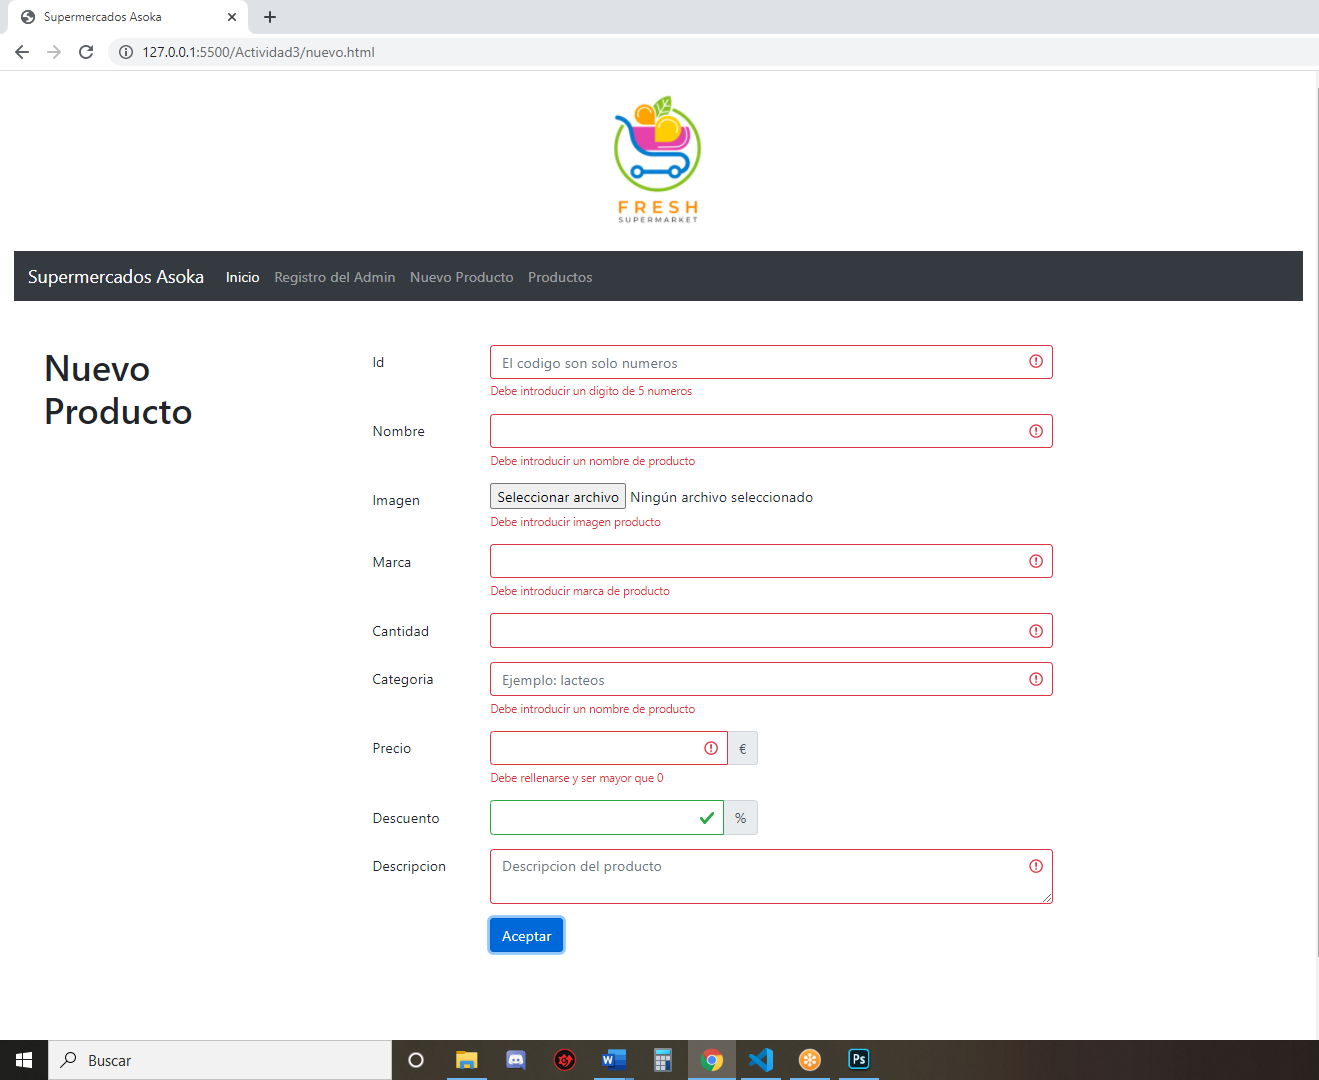 Supermercados Asoka
127.0.0.1:5500/Actividad3/nuevo.html
FRESH
SUPERMARKET
Supermercados Asoka Inicio Registro del Admin Nuevo Producto Productos
Nuevo
Producto
Id
El codigo son solo numeros
Debe introducir un digito de 5 numeros
Nombre
Debe introducir un nombre de producto
Imagen
Seleccionar archivo Ningún archivo seleccionado
Debe introducir imagen producto
Marca
Debe introducir marca de producto
Cantidad
Categoria
Ejemplo: lacteos
Debe introducir un nombre de producto
Precio
€
Debe rellenarse y ser mayor que 0
Descuento
%
Descripcion
Descripcion del producto
Aceptar
Buscar
W
Ps